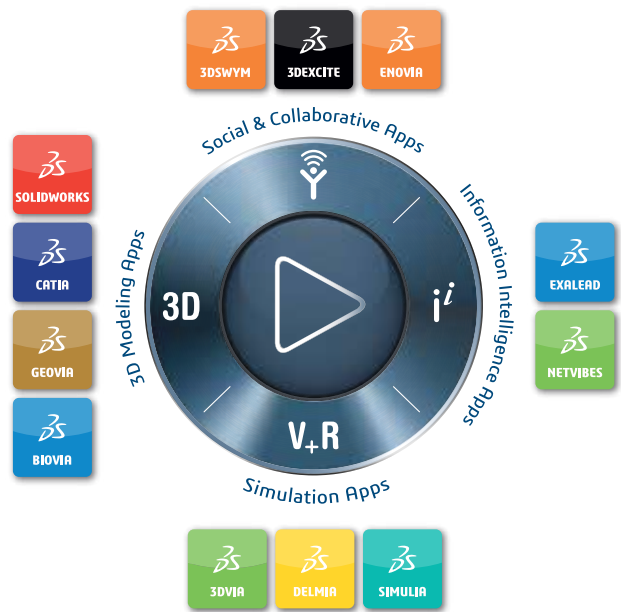 3DSWYM
3DEXCITE
ENOVIA
Social & Collaborative Apps
SOLIDWORKS
CATIA
GEOVIA
BIOVIA
3D Modeling Apps
3D
i i
Information Intelligence Apps
EXALEAD
NETVIBES
V+R
Simulation Apps
3DVIA
DELMIA
SIMULIA